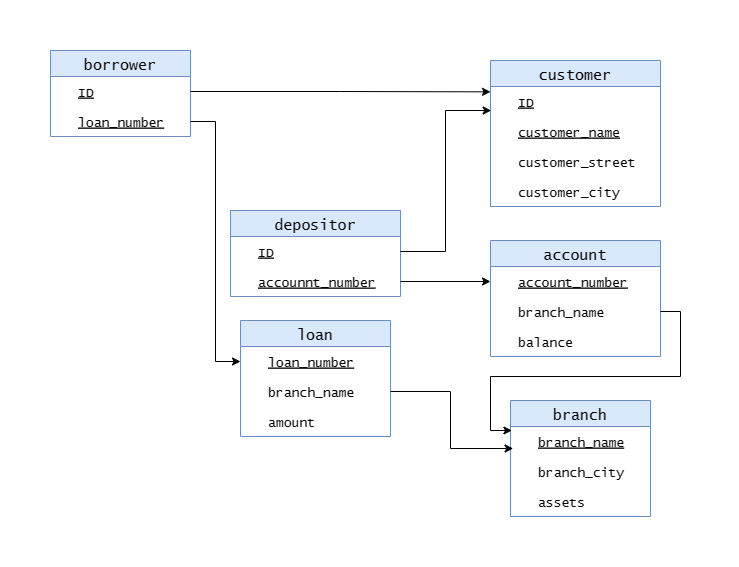 borrower
ID
loan_number
customer
ID
customer_name
customer_street
customer_city
depositor
ID
accounnt_number
account
account_number
branch_name
balance
loan
loan_number
branch_name
amount
branch
branch_name
branch_city
assets